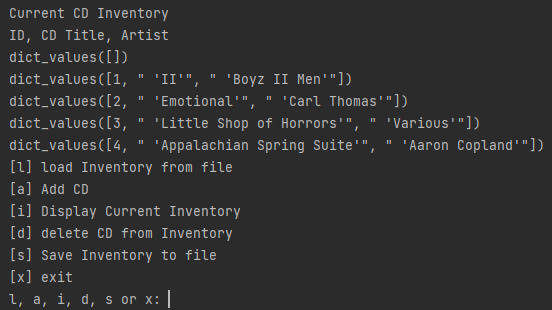 Current CD Inventory
ID, CD Title, Artist
dict_values([])
dict_values([1, " 'II'", " 'Boyz II Men'"])
dict_values([2, " 'Emotional'", " 'Carl Thomas'"])
dict_values([3, " 'Little Shop of Horrors'", " 'Various'"])
dict_values([4, " 'Appalachian Spring Suite'", " 'Aaron Copland'"])
[l] load Inventory from file
[a] Add CD
[i] Display Current Inventory
[d] delete CD from Inventory
[s] Save Inventory to file
[x] exit
l, a, i, d, s or x: